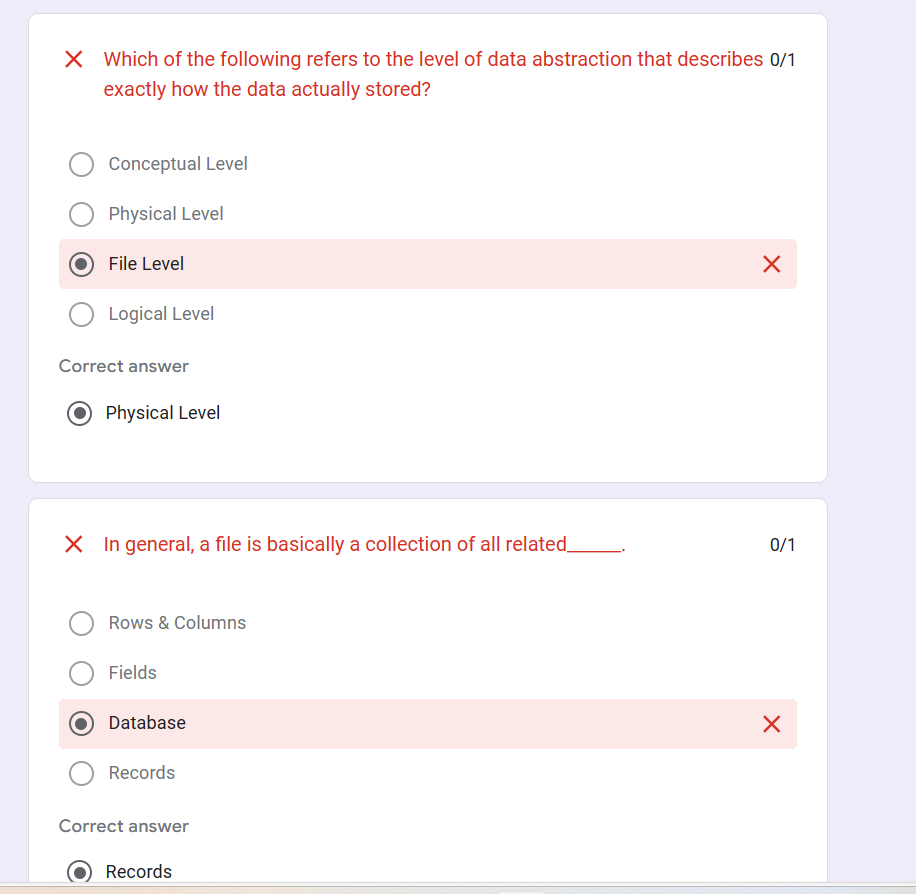 Which of the following refers to the level of data abstraction that describes 0/1
exactly how the data actually stored?
Conceptual Level
Physical Level
File Level
Logical Level
Correct answer
Physical Level
In general, a file is basically a collection of all related______. 0/1
Rows & Columns
Fields
Database
Records
Correct answer
Records